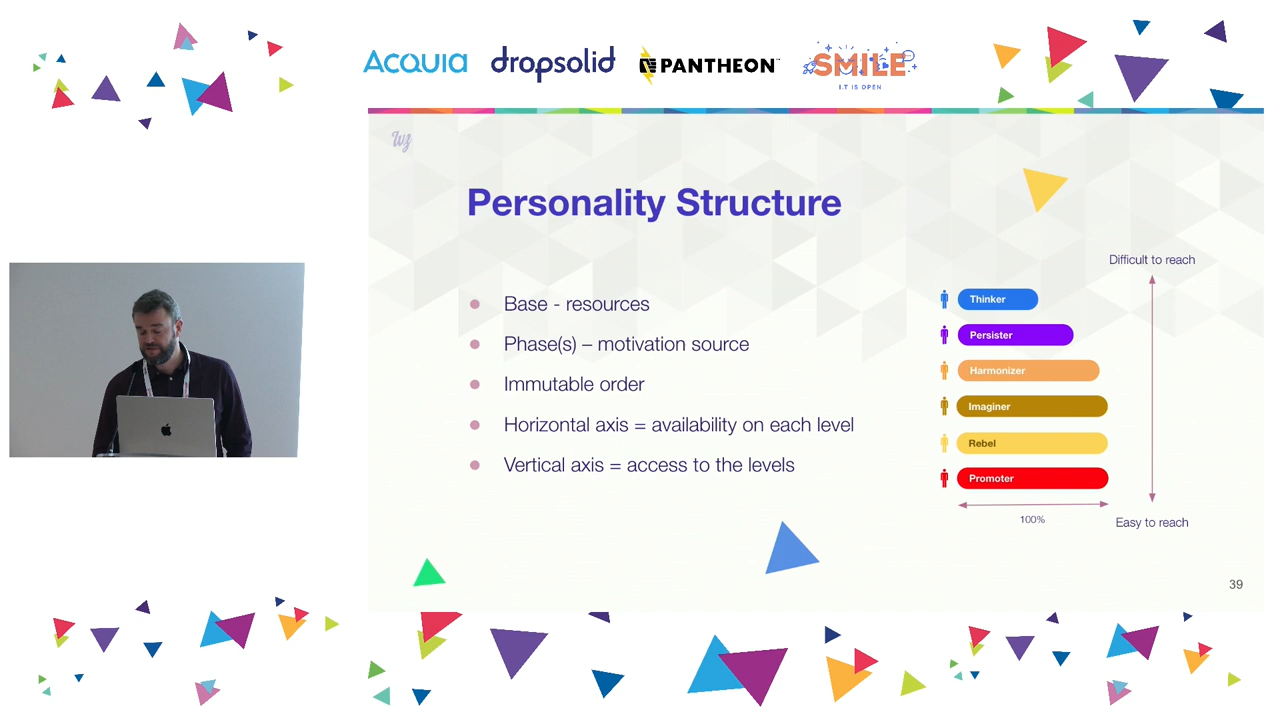 ACQUIA dropsolid PANTHEON SMILE
I.T IS OPEN
Personality Structure
Base - resources
Phase(s) – motivation source
Immutable order
Horizontal axis = availability on each level
Vertical axis = access to the levels
Difficult to reach
Thinker
Persister
Harmonizer
Imaginer
Rebel
Promoter
100%
Easy to reach
39